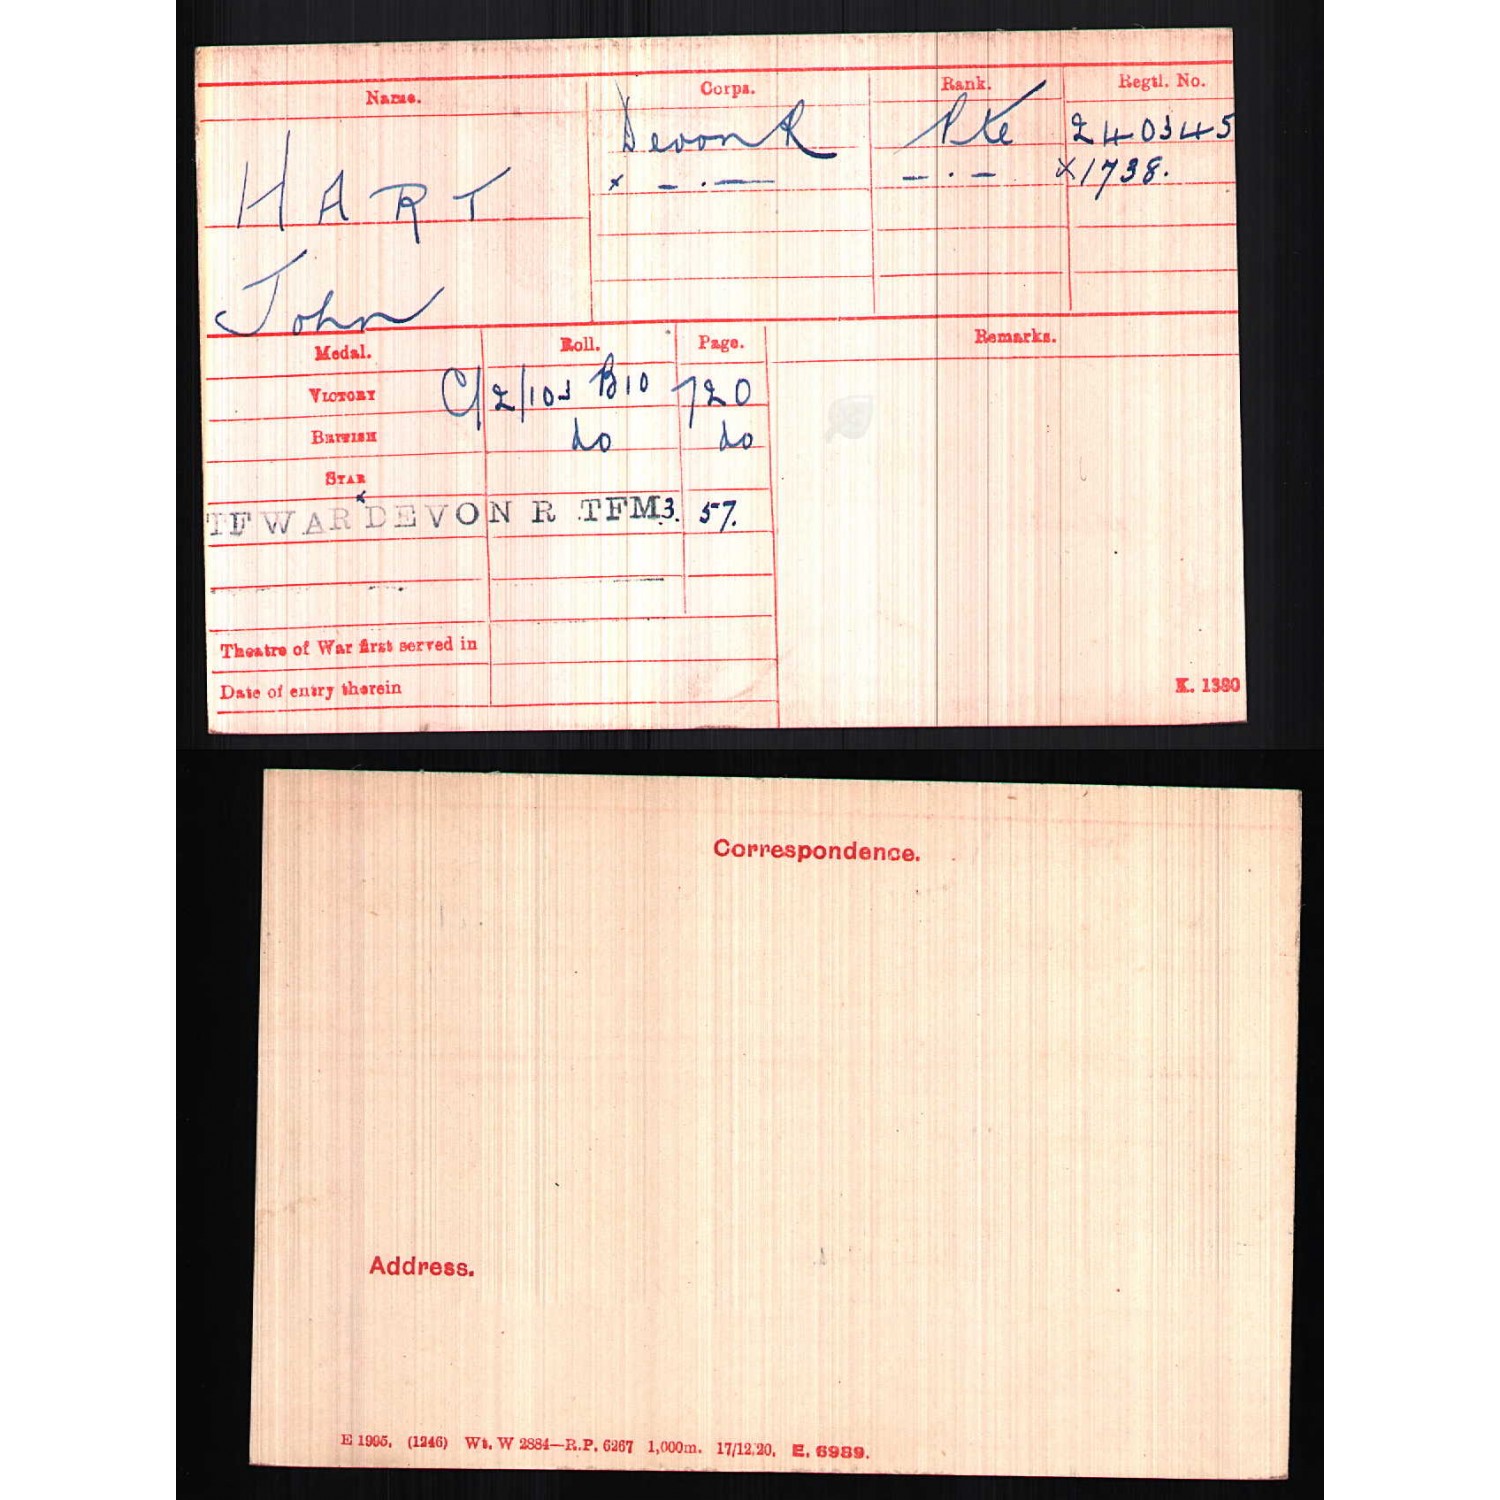 Name. Corps. Rank. Regtl. No.
HART Devon R Pte 240345
x — . — — . — x1738.
John
Medal. Roll. Page. Remarks.
VICTORY C/2/103 B10 720
BRITISH do do
STAR
TF WAR x DEVON R TFM3. 57.
Theatre of War first served in
Date of entry therein
K. 1380
Correspondence.
Address.
E 1905. (1246) Wt. W 2884—R.P. 6267 1,000m. 17/12/20. E. 6989.